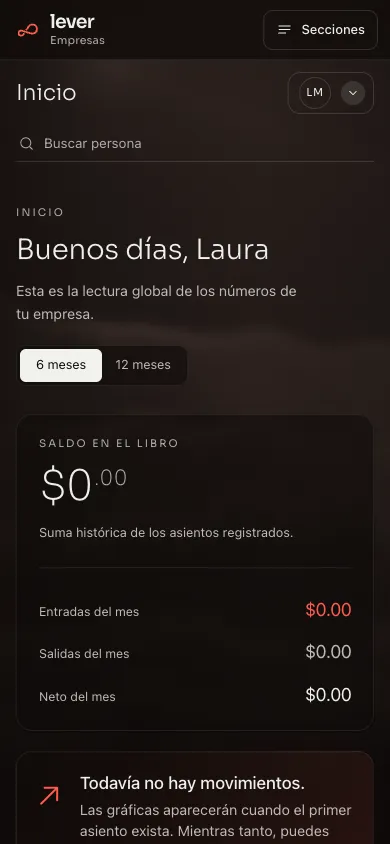 lever
Empresas
Secciones
Inicio
LM
Buscar persona
INICIO
Buenos días, Laura
Esta es la lectura global de los números de
tu empresa.
6 meses
12 meses
SALDO EN EL LIBRO
$0.00
Suma histórica de los asientos registrados.
Entradas del mes
$0.00
Salidas del mes
$0.00
Neto del mes
$0.00
Todavía no hay movimientos.
Las gráficas aparecerán cuando el primer
asiento exista. Mientras tanto, puedes